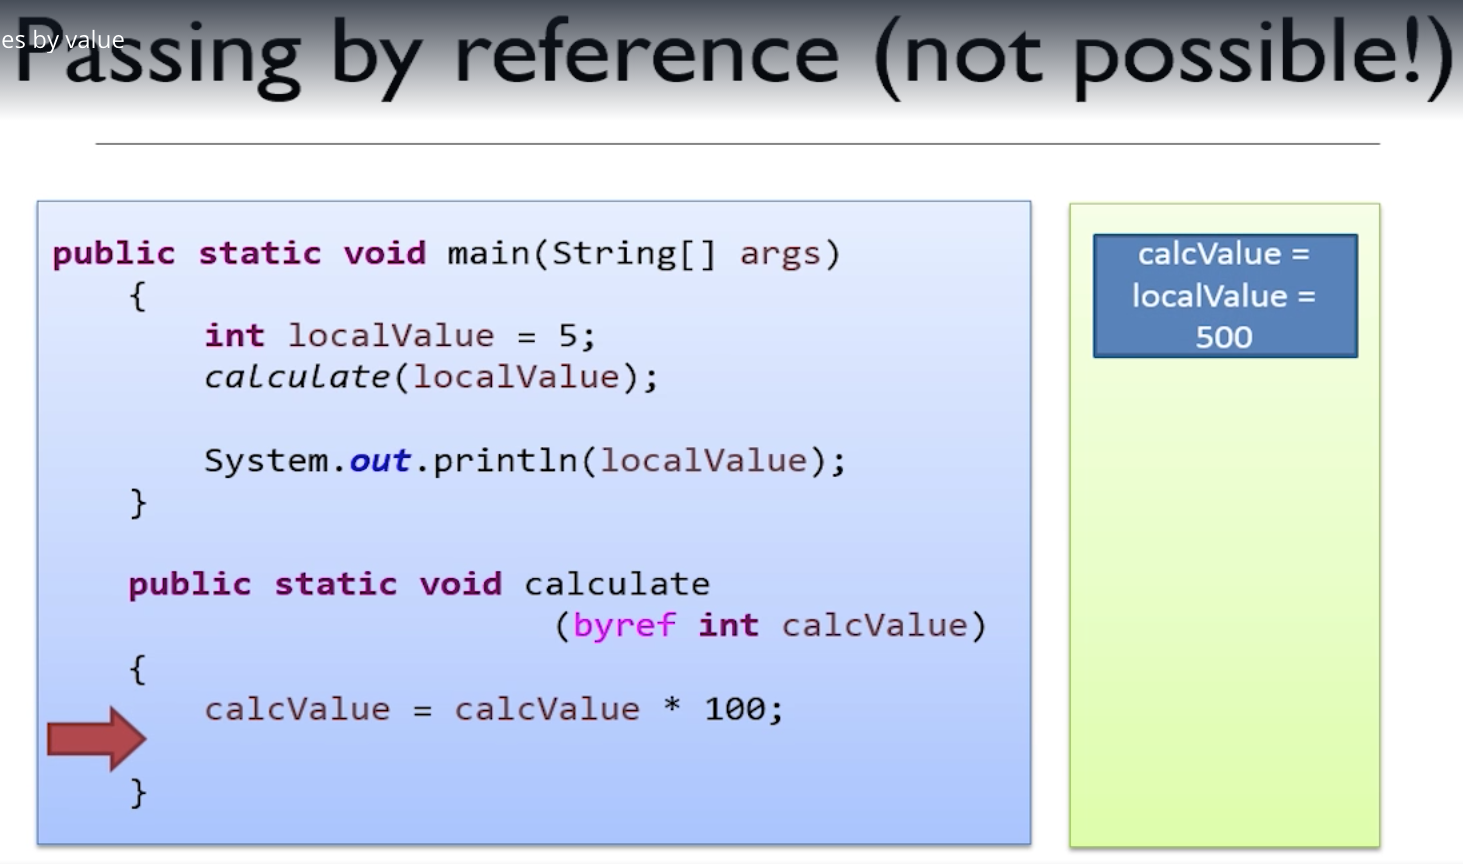 Passing by reference (not possible!)
es by value
public static void main(String[] args)
{
int localValue = 5;
calculate(localValue);
System.out.println(localValue);
}
public static void calculate
(byref int calcValue)
{
calcValue = calcValue * 100;
}
calcValue =
localValue =
500